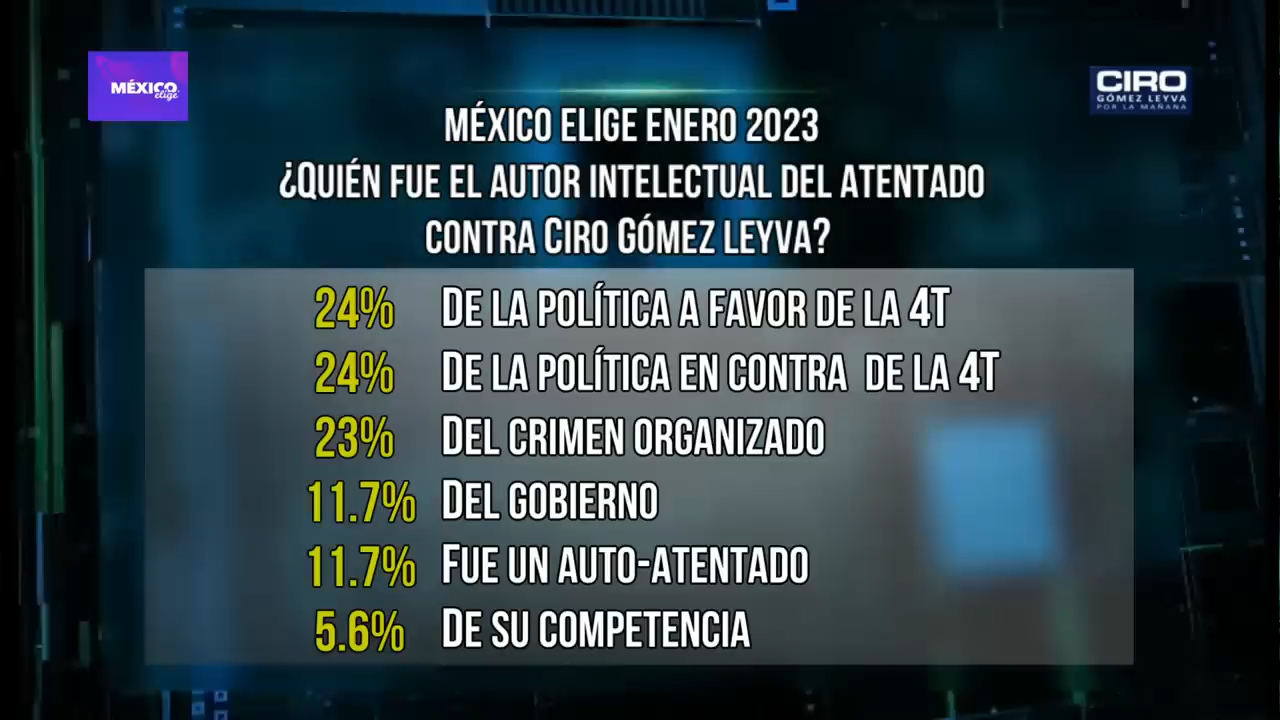 MÉXICO
elige
CIRO
GÓMEZ LEYVA
POR LA MAÑANA
MÉXICO ELIGE ENERO 2023
¿QUIÉN FUE EL AUTOR INTELECTUAL DEL ATENTADO
CONTRA CIRO GÓMEZ LEYVA?
24% DE LA POLÍTICA A FAVOR DE LA 4T
24% DE LA POLÍTICA EN CONTRA DE LA 4T
23% DEL CRIMEN ORGANIZADO
11.7% DEL GOBIERNO
11.7% FUE UN AUTO-ATENTADO
5.6% DE SU COMPETENCIA